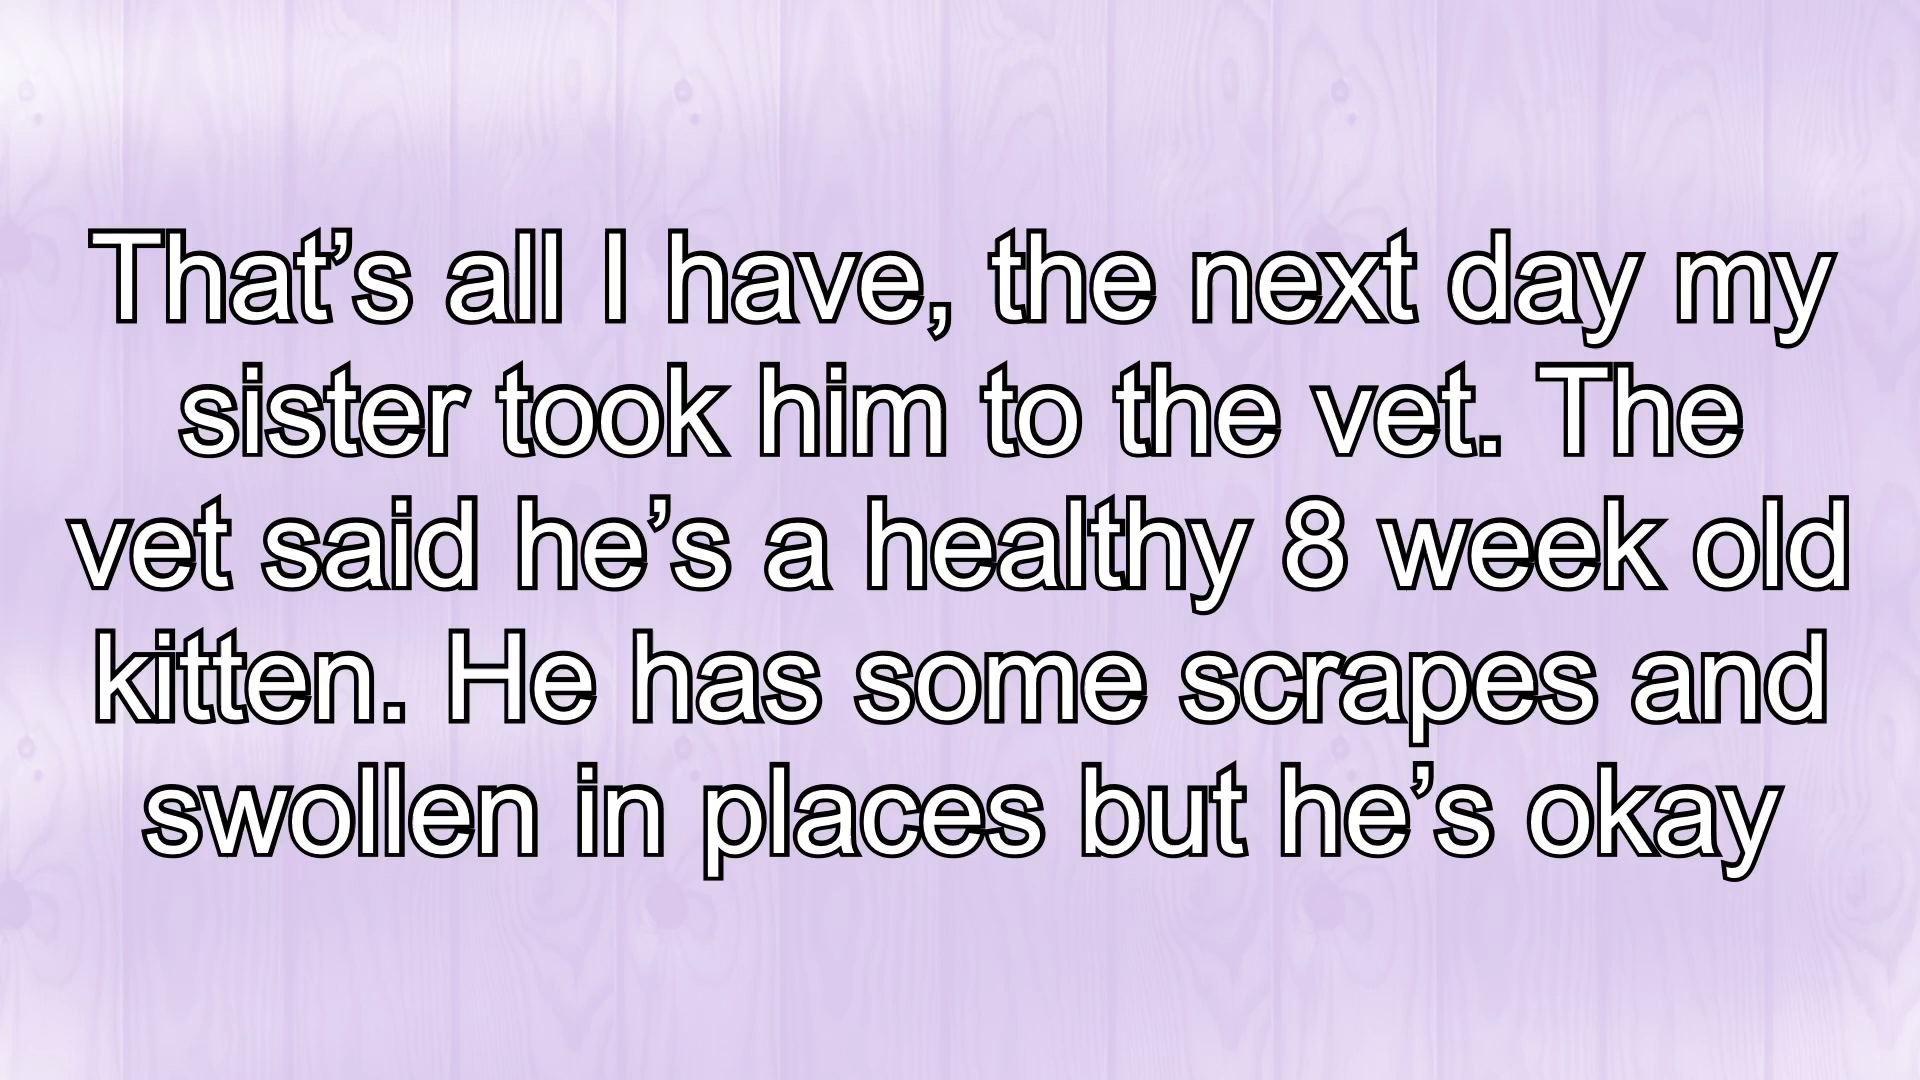 That’s all I have, the next day my
sister took him to the vet. The
vet said he’s a healthy 8 week old
kitten. He has some scrapes and
swollen in places but he’s okay